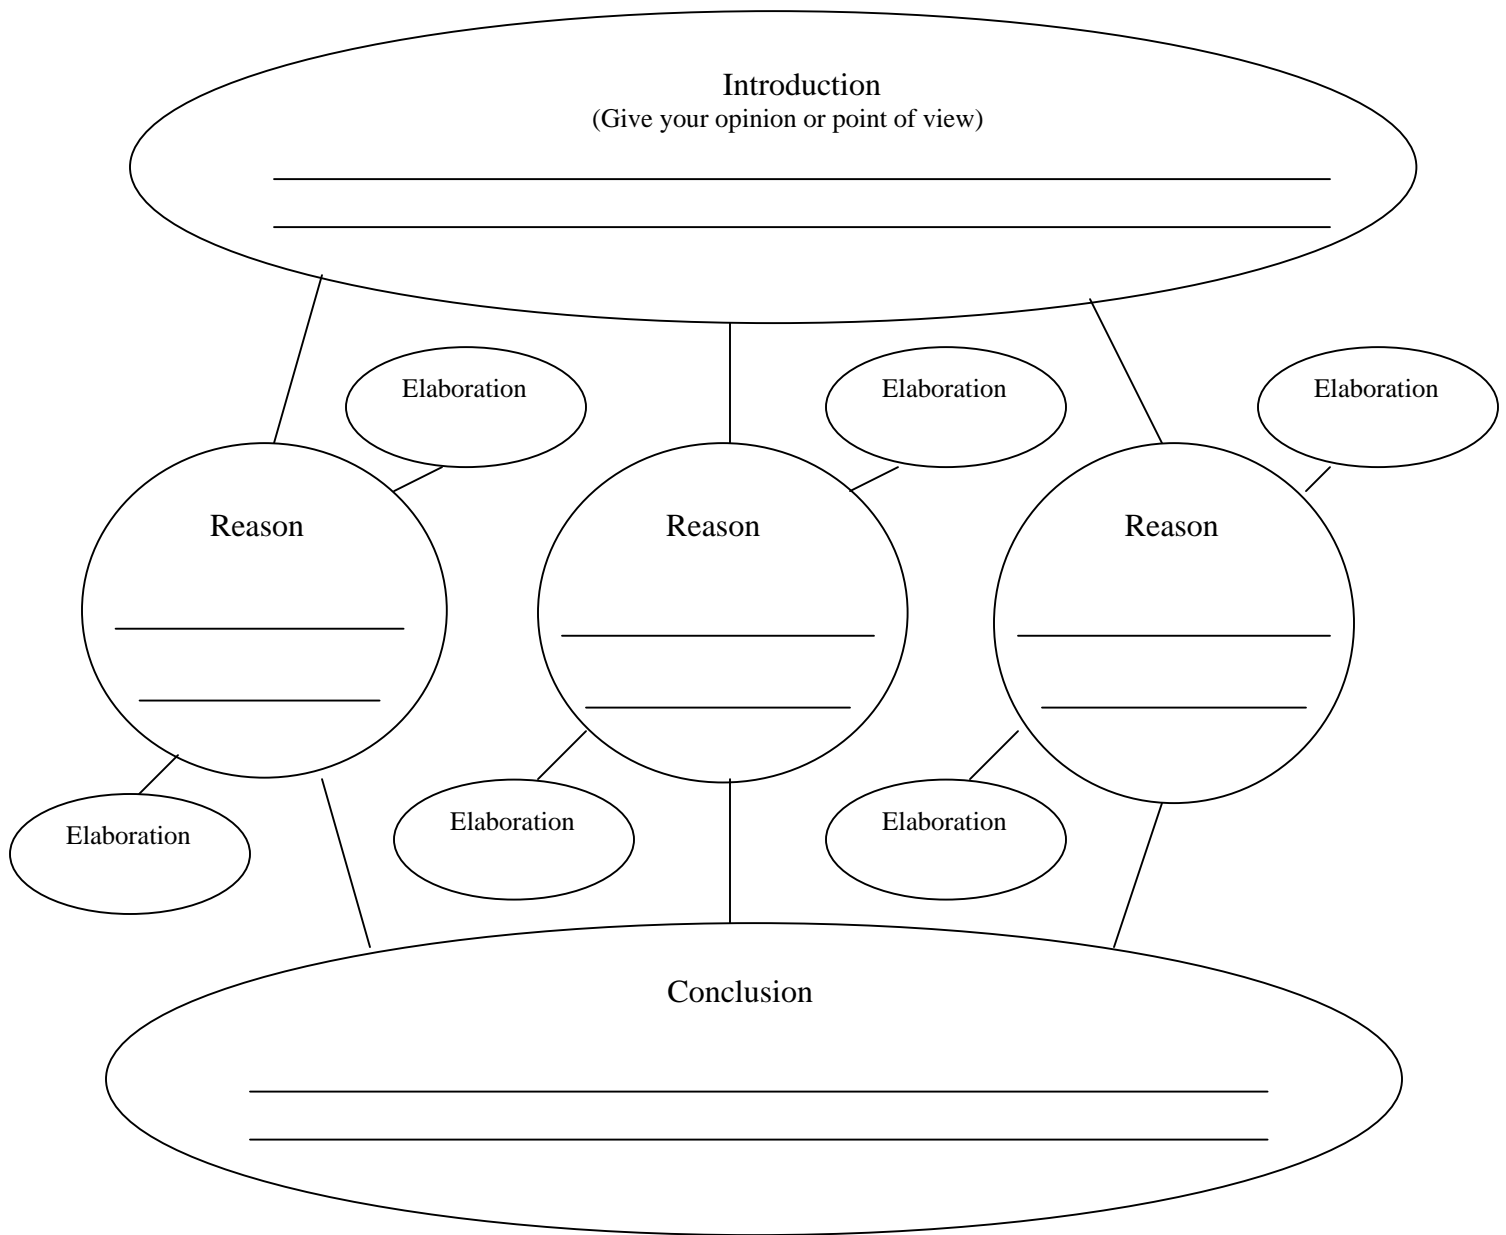 Introduction
(Give your opinion or point of view)
Elaboration
Elaboration
Elaboration
Reason
Reason
Reason
Elaboration
Elaboration
Elaboration
Conclusion